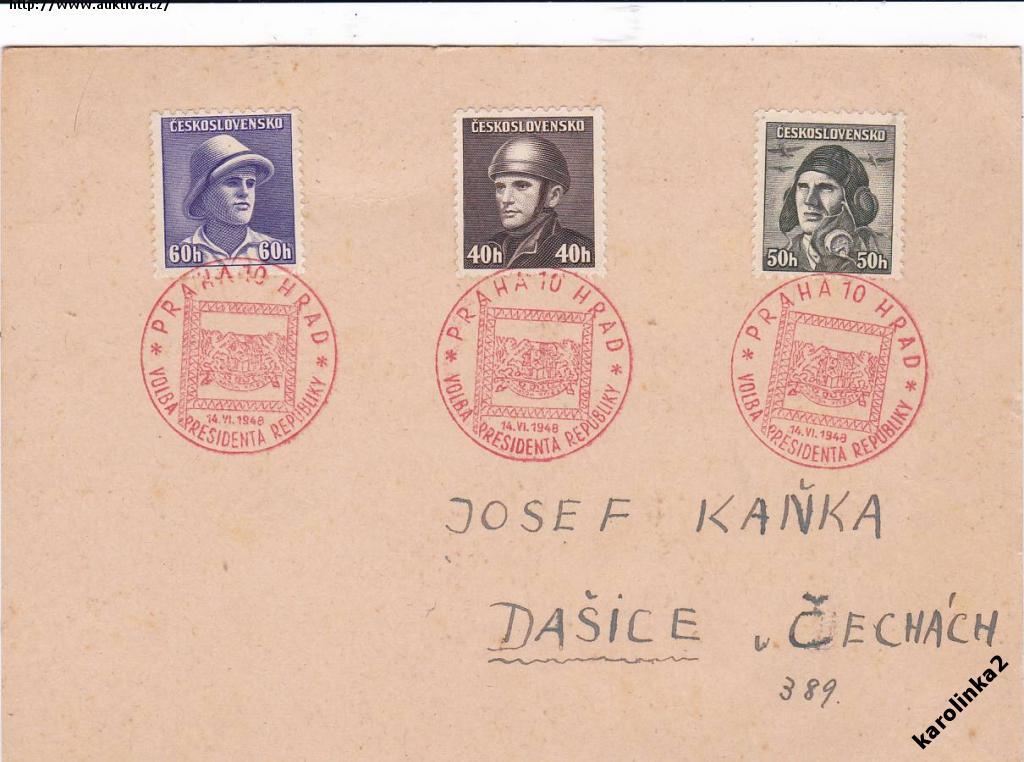 http://www.auktiva.cz/
ČESKOSLOVENSKO
60h 60h
ČESKOSLOVENSKO
40h 40h
ČESKOSLOVENSKO
50h 50h
PRAHA 10 HRAD
14.VI.1948
* VOLBA PRESIDENTA REPUBLIKY *
PRAHA 10 HRAD
14.VI.1948
* VOLBA PRESIDENTA REPUBLIKY *
PRAHA 10 HRAD
14.VI.1948
* VOLBA PRESIDENTA REPUBLIKY *
JOSEF KAŇKA
DAŠICE v ČECHÁCH
389.
karolinka2